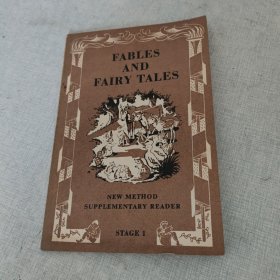 FABLES
AND
FAIRY TALES
NEW METHOD
SUPPLEMENTARY READER
STAGE 1